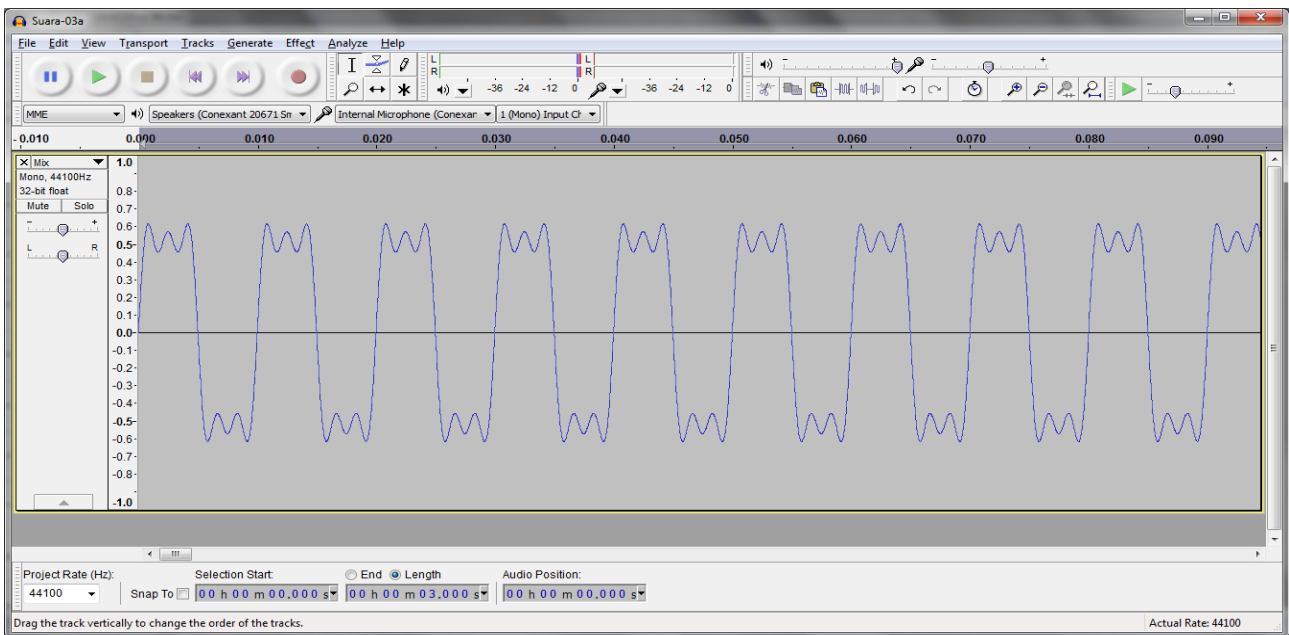 Suara-03a
File Edit View Transport Tracks Generate Effect Analyze Help
L
R
L
R
-36 -24 -12 0
-36 -24 -12 0
MME
Speakers (Conexant 20671 Sm
Internal Microphone (Conexan
1 (Mono) Input Ch
- 0.010 0.000 0.010 0.020 0.030 0.040 0.050 0.060 0.070 0.080 0.090
X Mix
Mono, 44100Hz
32-bit float
Mute Solo
- +
L R
1.0
0.8
0.7
0.6
0.5
0.4
0.3
0.2
0.1
0.0
-0.1
-0.2
-0.3
-0.4
-0.5
-0.6
-0.7
-0.8
-1.0
Project Rate (Hz): Selection Start: End Length Audio Position:
44100 Snap To 00 h 00 m 00.000 s 00 h 00 m 03.000 s 00 h 00 m 00.000 s
Drag the track vertically to change the order of the tracks. Actual Rate: 44100